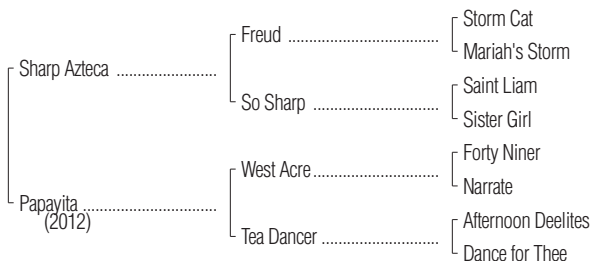 Storm Cat
Freud ..........................................
Mariah's Storm
Sharp Azteca ............................
Saint Liam
So Sharp ...................................
Sister Girl
Forty Niner
West Acre...................................
Narrate
Papayita .....................................
(2012)
Afternoon Deelites
Tea Dancer .................................
Dance for Thee